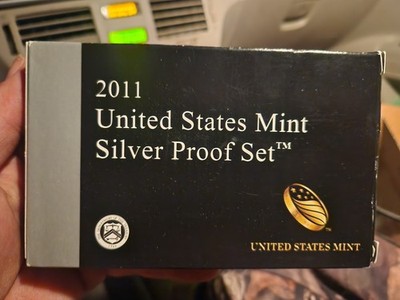 2011
United States Mint
Silver Proof Set™
UNITED STATES MINT